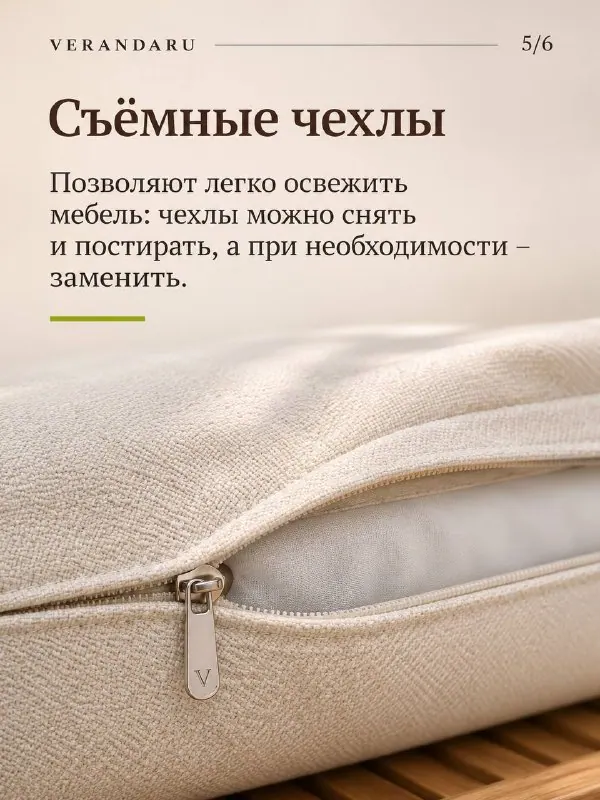 VERANDARU
5/6
Съёмные чехлы
Позволяют легко освежить
мебель: чехлы можно снять
и постирать, а при необходимости –
заменить.
V